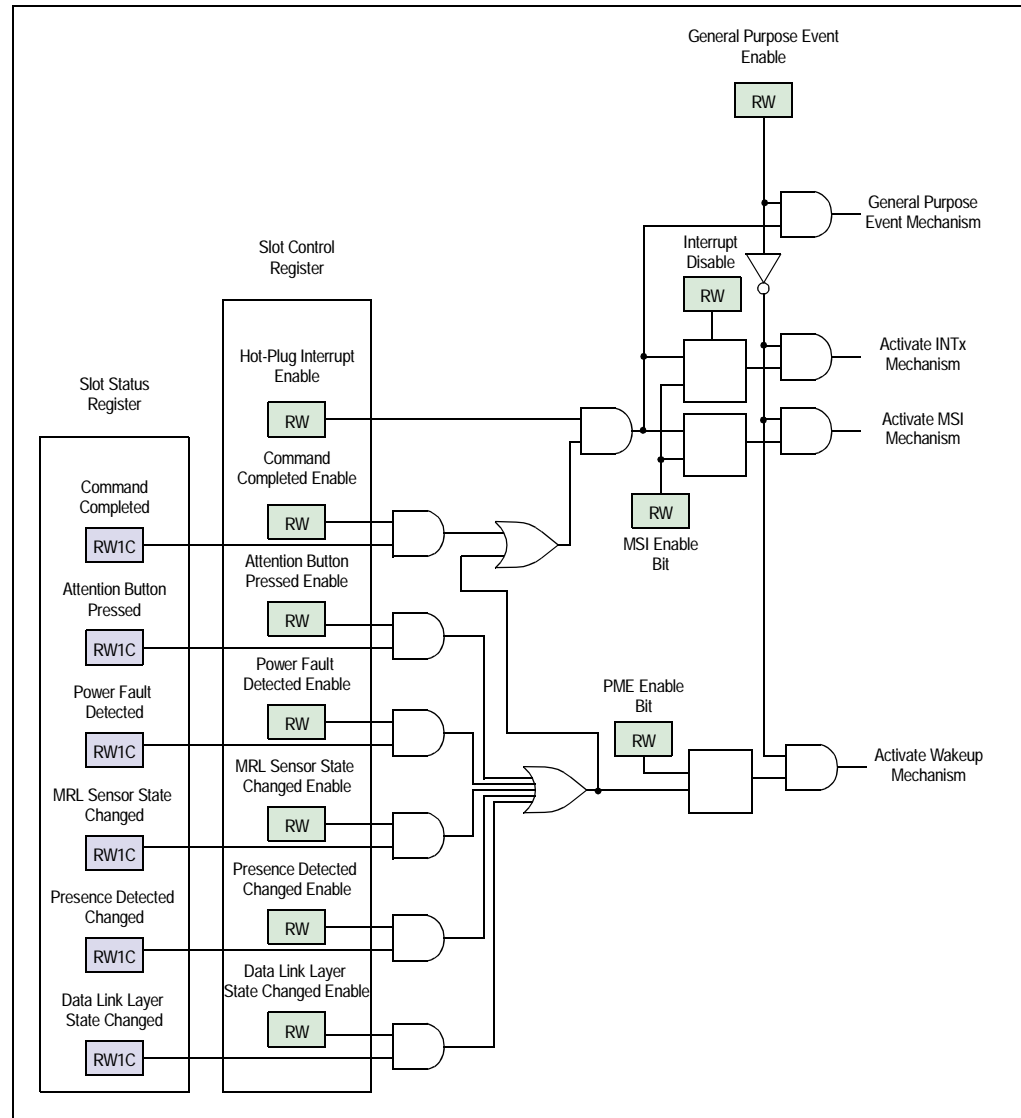 General Purpose Event
Enable
RW
General Purpose
Event Mechanism
Slot Control
Register
Interrupt
Disable
RW
Hot-Plug Interrupt
Enable
RW
Activate INTx
Mechanism
Slot Status
Register
Activate MSI
Mechanism
Command
Completed Enable
RW
RW
MSI Enable
Bit
Command
Completed
RW1C
Attention Button
Pressed Enable
RW
Attention Button
Pressed
RW1C
Power Fault
Detected Enable
RW
PME Enable
Bit
RW
Power Fault
Detected
RW1C
Activate Wakeup
Mechanism
MRL Sensor State
Changed Enable
RW
MRL Sensor State
Changed
RW1C
Presence Detected
Changed Enable
RW
Presence Detected
Changed
RW1C
Data Link Layer
State Changed Enable
RW
Data Link Layer
State Changed
RW1C